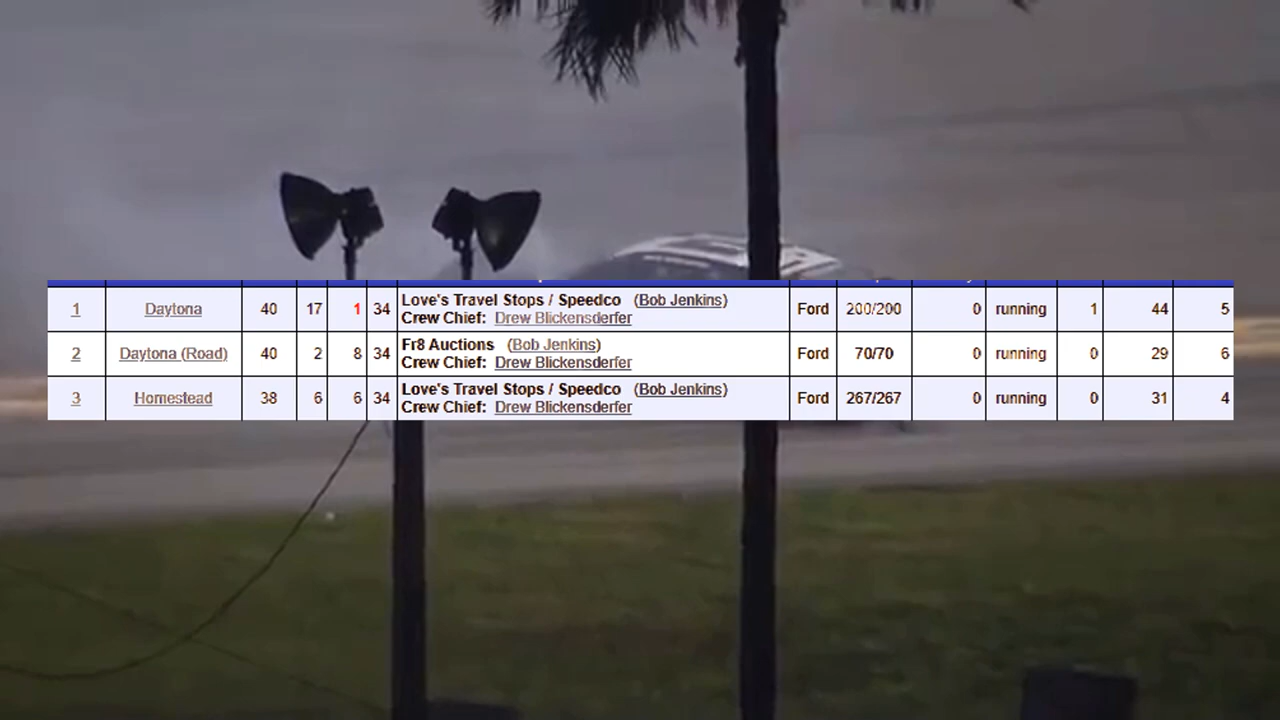 1 Daytona 40 17 1 34 Love's Travel Stops / Speedco (Bob Jenkins) Ford 200/200 0 running 1 44 5
Crew Chief: Drew Blickensderfer
2 Daytona (Road) 40 2 8 34 Fr8 Auctions (Bob Jenkins) Ford 70/70 0 running 0 29 6
Crew Chief: Drew Blickensderfer
3 Homestead 38 6 6 34 Love's Travel Stops / Speedco (Bob Jenkins) Ford 267/267 0 running 0 31 4
Crew Chief: Drew Blickensderfer